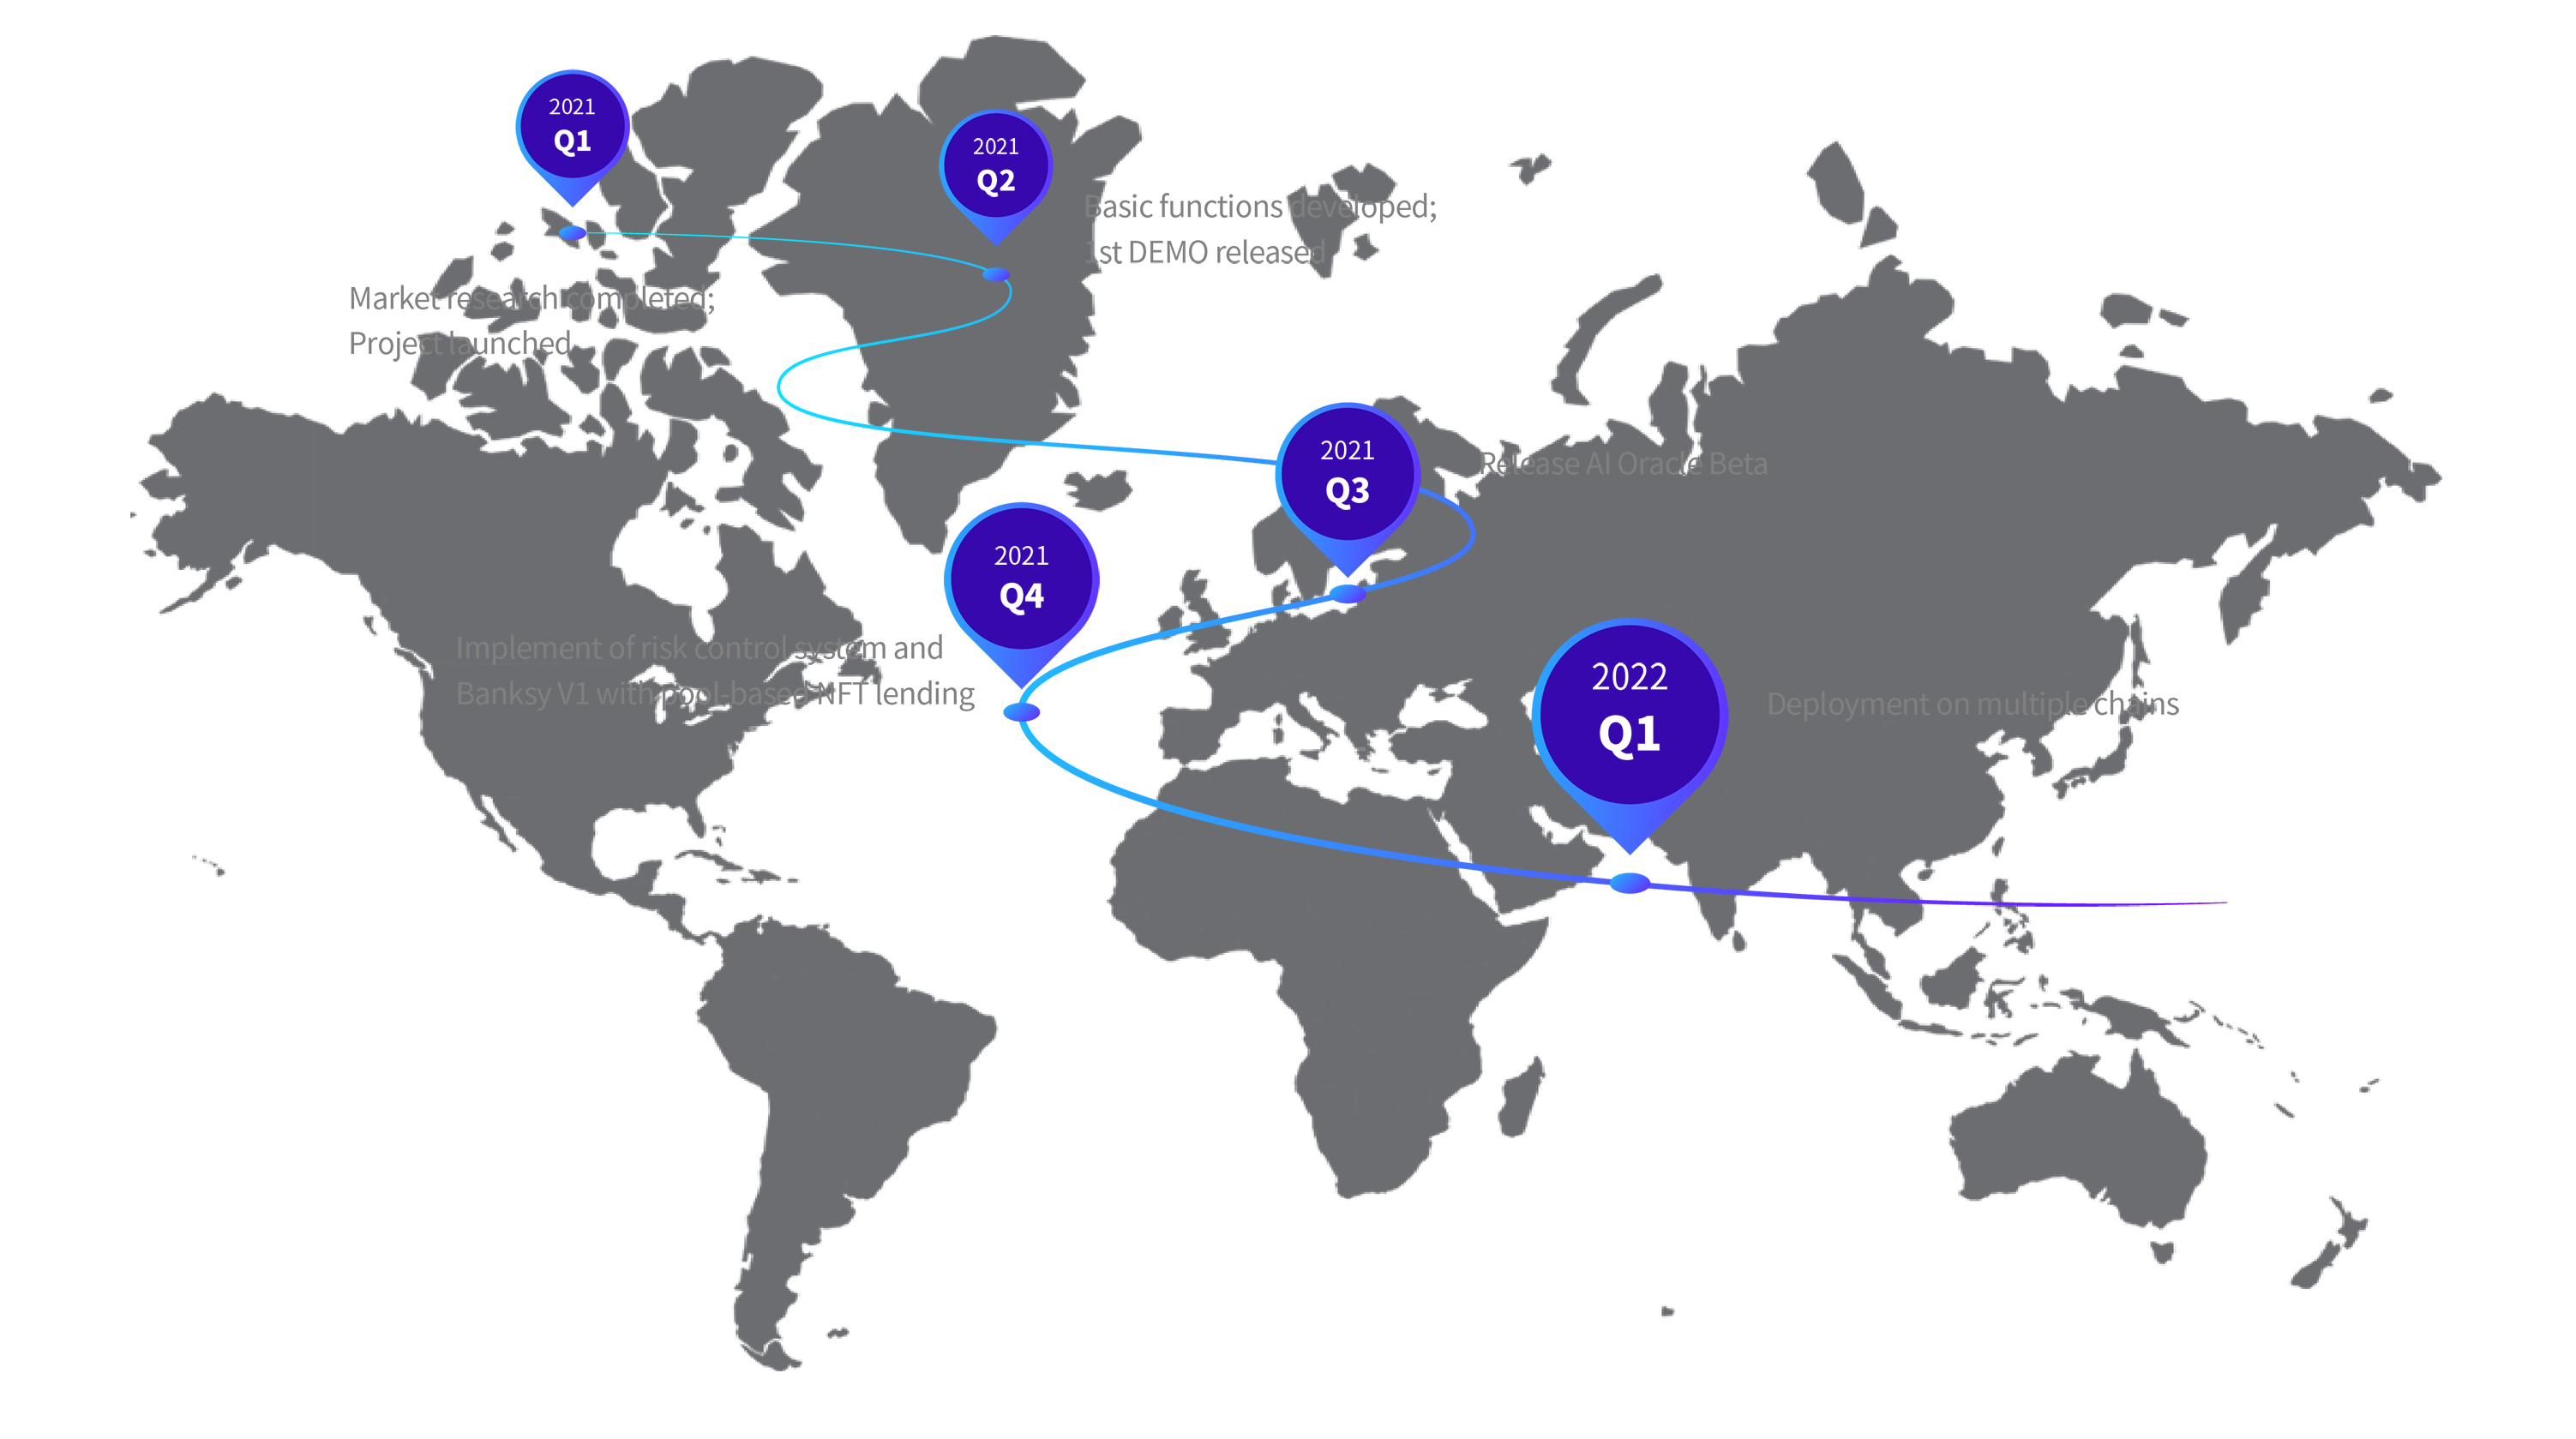 2021
Q1
Market research completed;
Project launched
2021
Q2
Basic functions developed;
1st DEMO released
2021
Q3
Release AI Oracle Beta
2021
Q4
Implement of risk control system and
Banksy V1 with pool-based NFT lending
2022
Q1
Deployment on multiple chains